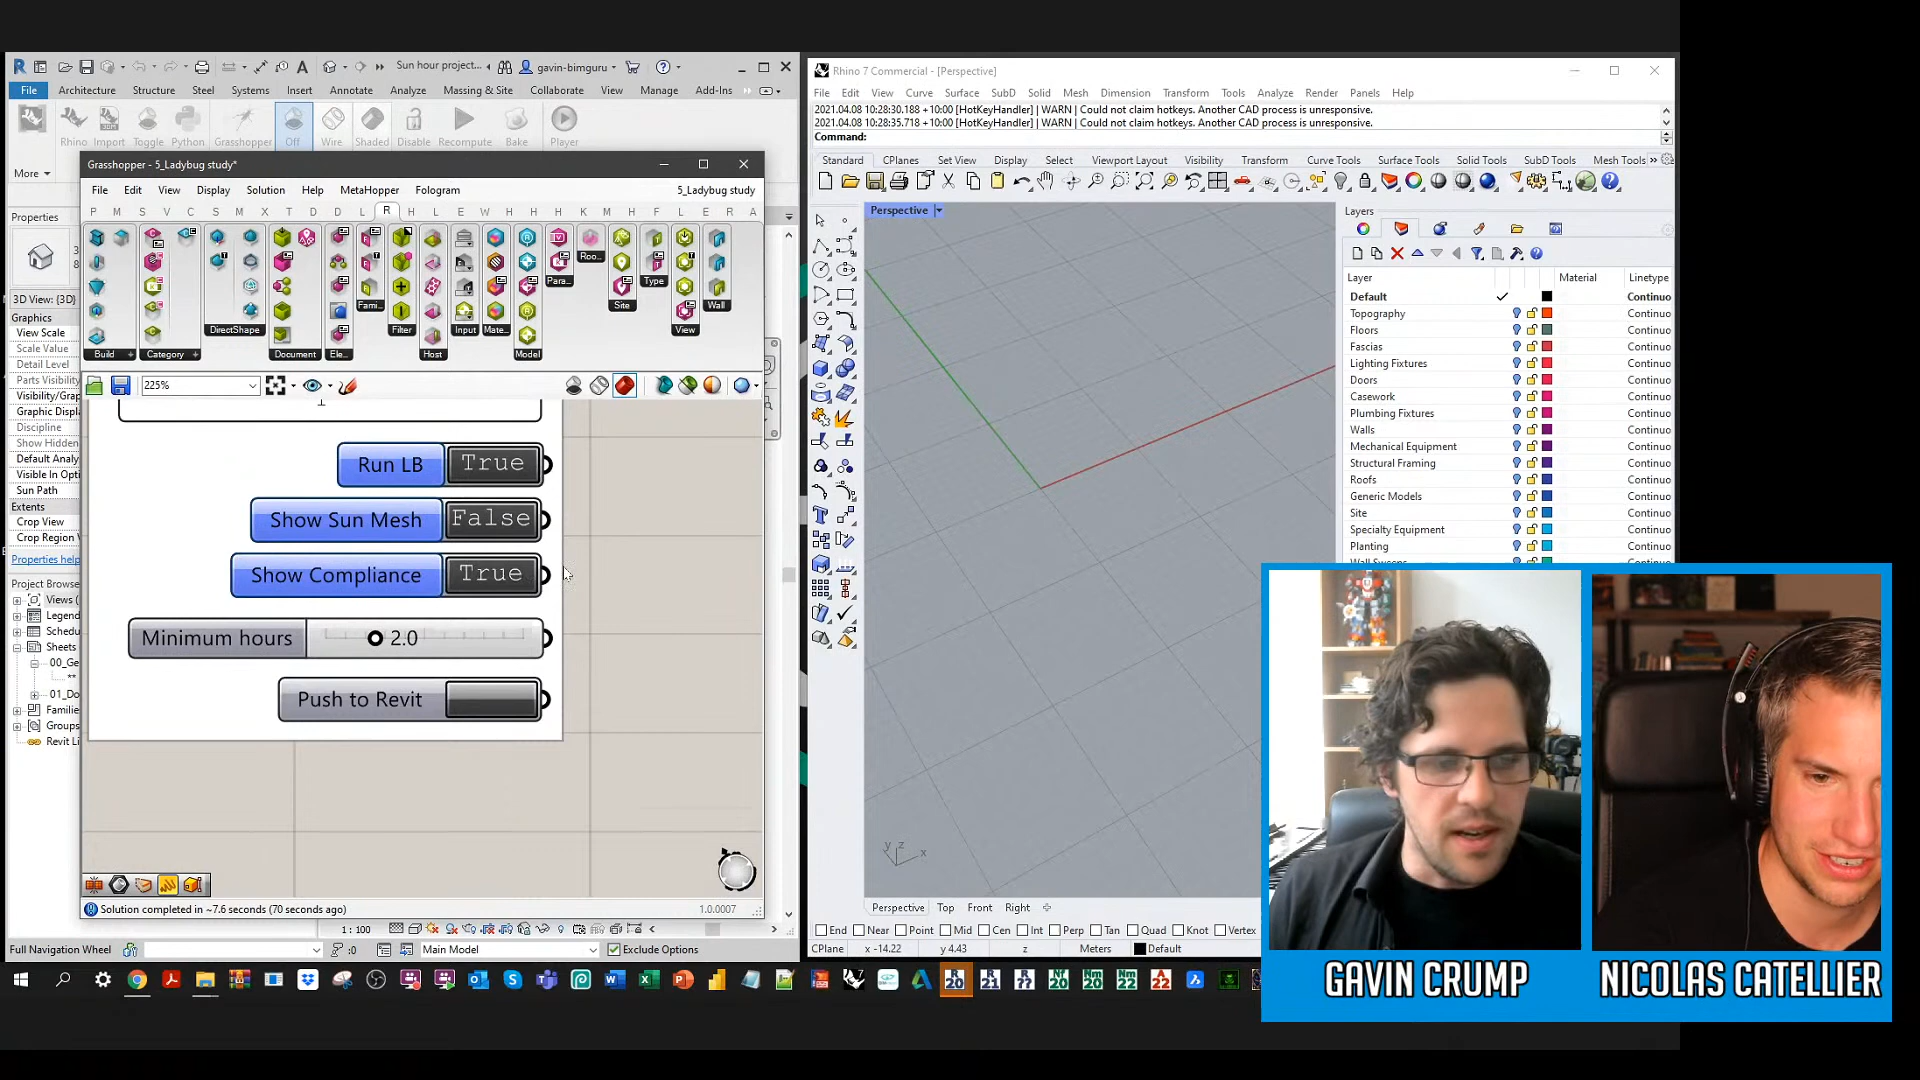 Sun hour project...
gavin-bimguru
File Architecture Structure Steel Systems Insert Annotate Analyze Massing & Site Collaborate View Manage Add-Ins
Rhino Import Toggle Python Grasshopper Off Wire Shaded Disable Recompute Bake Player
More
Properties
3D View: {3D}
Graphics
View Scale
Scale Value
Detail Level
Parts Visibility
Visibility/Grap
Graphic Displa
Discipline
Show Hidden
Default Analy
Visible In Opti
Sun Path
Extents
Crop View
Crop Region V
Properties help
Project Browse
Views (
Legend
Schedu
Sheets
00_Ge
01_Do
Familie
Groups
Revit Li
Grasshopper - 5_Ladybug study*
File Edit View Display Solution Help MetaHopper Fologram 5_Ladybug study
P M S V C S M X T D D L R H L E W H H H K M H F L E R A
Build Category DirectShape Document Ele... Fami... Filter Host Input Mate... Model Para... Roo... Site Type View Wall
225%
Run LB True
Show Sun Mesh False
Show Compliance True
Minimum hours 2.0
Push to Revit
Solution completed in ~7.6 seconds (70 seconds ago)
1.0.0007
1 : 100
Full Navigation Wheel
:0
Main Model
Exclude Options
Rhino 7 Commercial - [Perspective]
File Edit View Curve Surface SubD Solid Mesh Dimension Transform Tools Analyze Render Panels Help
2021.04.08 10:28:30.188 +10:00 [HotKeyHandler] | WARN | Could not claim hotkeys. Another CAD process is unresponsive.
2021.04.08 10:28:35.718 +10:00 [HotKeyHandler] | WARN | Could not claim hotkeys. Another CAD process is unresponsive.
Command:
Standard CPlanes Set View Display Select Viewport Layout Visibility Transform Curve Tools Surface Tools Solid Tools SubD Tools Mesh Tools
Perspective
y z x
Layers
Layer Material Linetype
Default Continuo
Topography Continuo
Floors Continuo
Fascias Continuo
Lighting Fixtures Continuo
Doors Continuo
Casework Continuo
Plumbing Fixtures Continuo
Walls Continuo
Mechanical Equipment Continuo
Structural Framing Continuo
Roofs Continuo
Generic Models Continuo
Site Continuo
Specialty Equipment Continuo
Planting Continuo
Perspective Top Front Right
End Near Point Mid Cen Int Perp Tan Quad Knot Vertex
CPlane x -14.22 y 4.43 z Meters Default
GAVIN CRUMP
NICOLAS CATELLIER